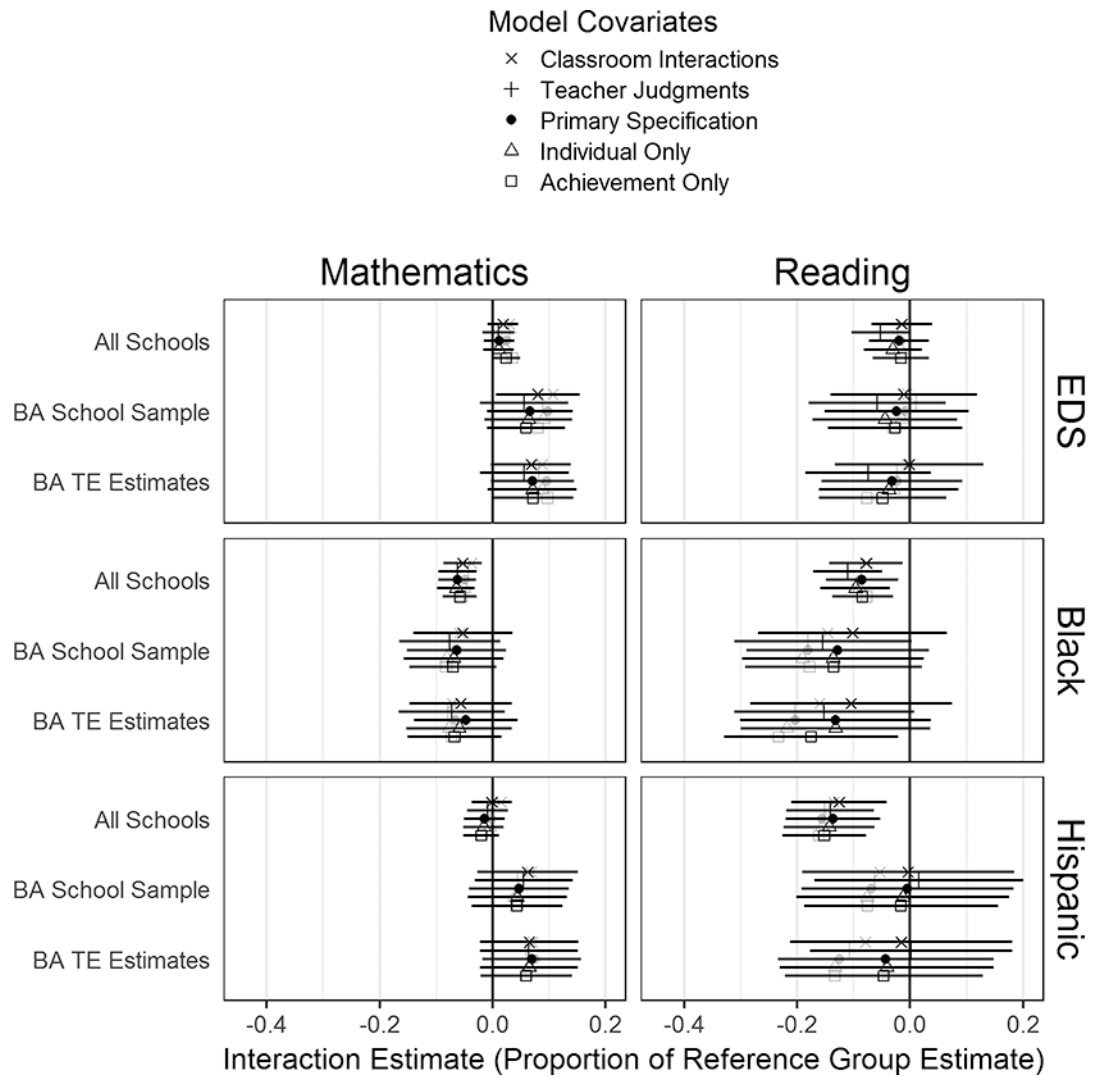 Model Covariates
Classroom Interactions
Teacher Judgments
Primary Specification
Individual Only
Achievement Only
Mathematics
Reading
All Schools
BA School Sample
BA TE Estimates
EDS
All Schools
BA School Sample
BA TE Estimates
Black
All Schools
BA School Sample
BA TE Estimates
Hispanic
-0.4 -0.2 0.0 0.2 -0.4 -0.2 0.0 0.2
Interaction Estimate (Proportion of Reference Group Estimate)